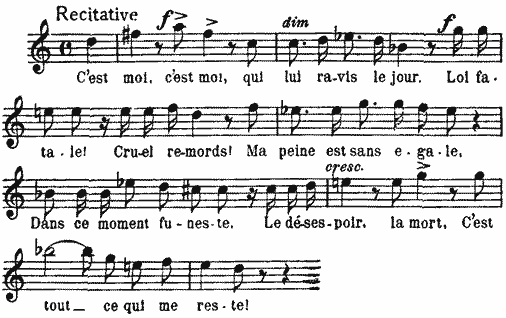 Recitative
f
dim
f
C'est moi, c'est moi, qui lui ra-vis le jour. Loi fa-
ta-le! Cru-el re-mords! Ma peine est sans e-ga-le,
cresc.
Dans ce moment fu-nes-te, Le dé-ses-poir, la mort, C'est
tout_ ce qui me res-te!